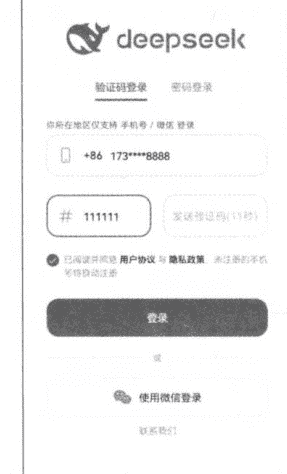 deepseek
验证码登录 密码登录
你所在地区仅支持 手机号 / 微信 登录
+86 173****8888
# 111111 发送验证码(11秒)
已阅读并同意 用户协议 与 隐私政策，未注册的手机
号将自动注册
登录
或
使用微信登录
联系我们